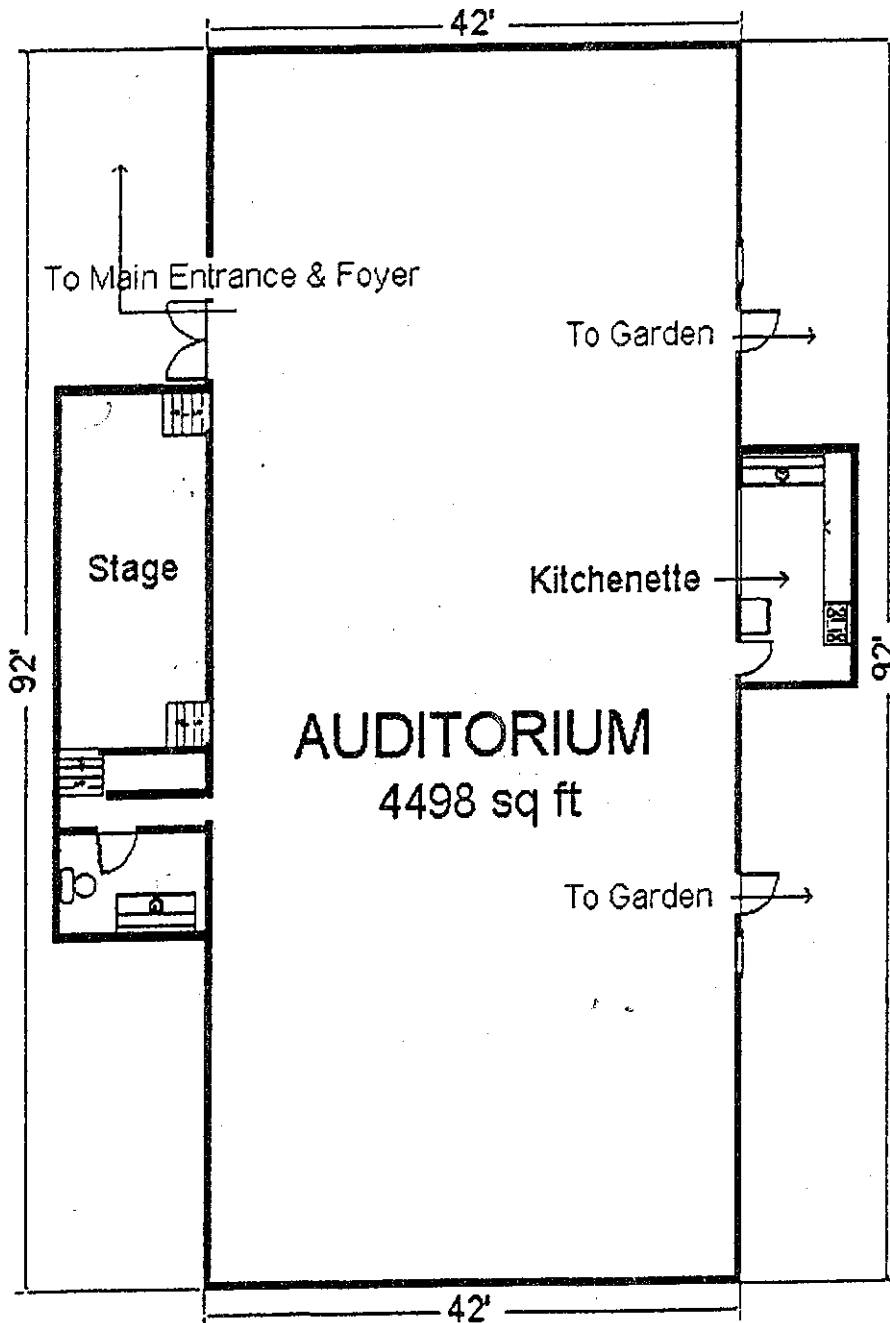 42'
To Main Entrance & Foyer
To Garden
Stage
Kitchenette
92'
92'
AUDITORIUM
4498 sq ft
To Garden
42'